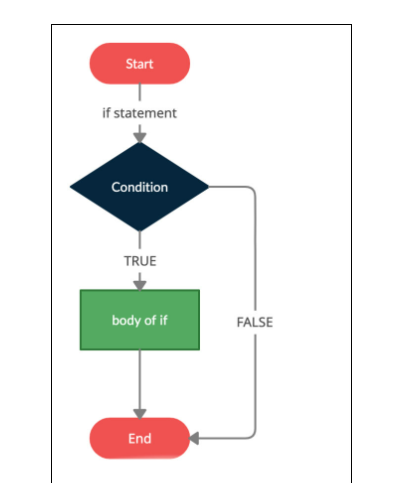 Start
if statement
Condition
TRUE
body of if
FALSE
End